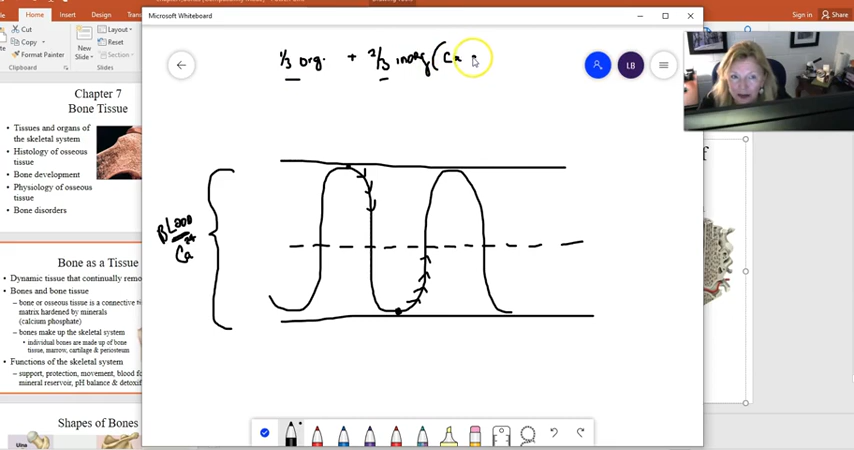 Home
Insert
Design
Tran
Sign in
Share
Cut
Copy
Format Painter
New
Slide
Layout
Reset
Section
Microsoft Whiteboard
LB
1/3 org. + 2/3 inorg (Ca
BLOOD
Ca2+
Chapter 7
Bone Tissue
• Tissues and organs of
the skeletal system
• Histology of osseous
tissue
• Bone development
• Physiology of osseous
tissue
• Bone disorders
Bone as a Tissue
• Dynamic tissue that continually remo
• Bones and bone tissue
– bone or osseous tissue is a connective t
matrix hardened by minerals
(calcium phosphate)
– bones make up the skeletal system
• individual bones are made up of bone
tissue, marrow, cartilage & periosteum
• Functions of the skeletal system
– support, protection, movement, blood f
mineral reservoir, pH balance & detoxif
Shapes of Bones
Ulna
f